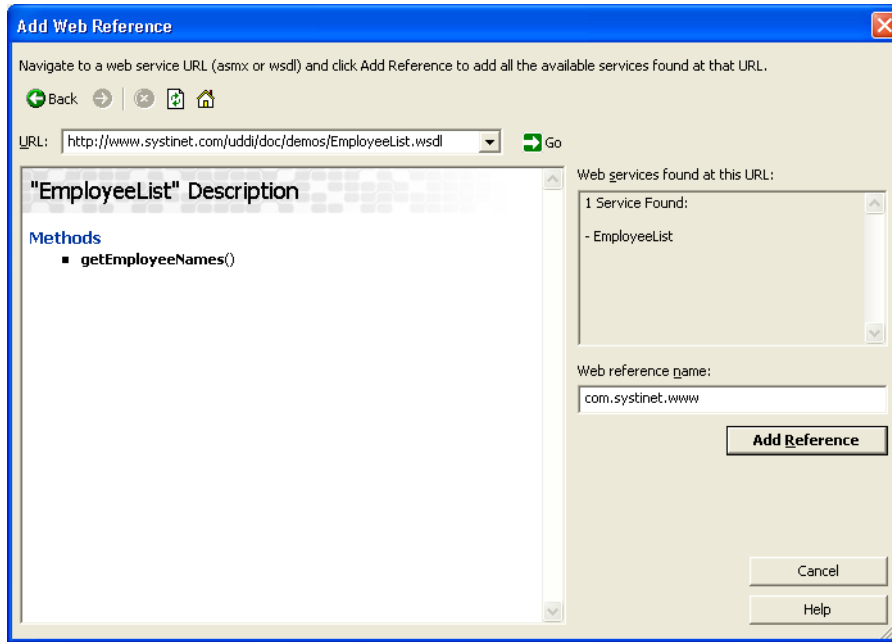 Add Web Reference
Navigate to a web service URL (asmx or wsdl) and click Add Reference to add all the available services found at that URL.
Back
URL: http://www.systinet.com/uddi/doc/demos/EmployeeList.wsdl Go
"EmployeeList" Description
Methods
getEmployeeNames()
Web services found at this URL:
1 Service Found:
- EmployeeList
Web reference name:
com.systinet.www
Add Reference
Cancel
Help